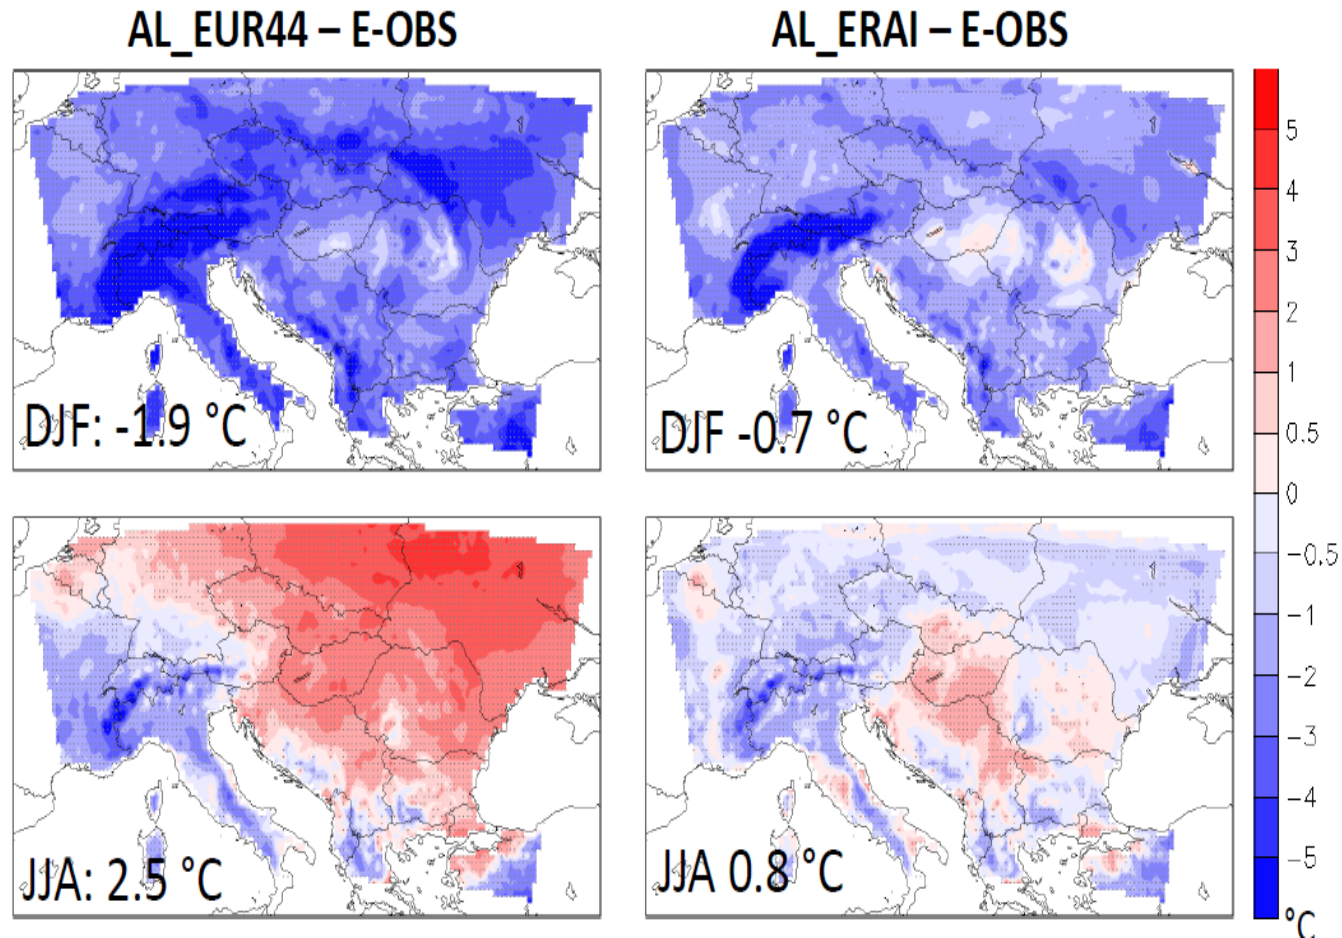 AL_EUR44 – E-OBS
AL_ERAI – E-OBS
DJF: -1.9 °C
DJF -0.7 °C
JJA: 2.5 °C
JJA 0.8 °C
5
4
3
2
1
0.5
0
−0.5
−1
−2
−3
−4
−5
°C